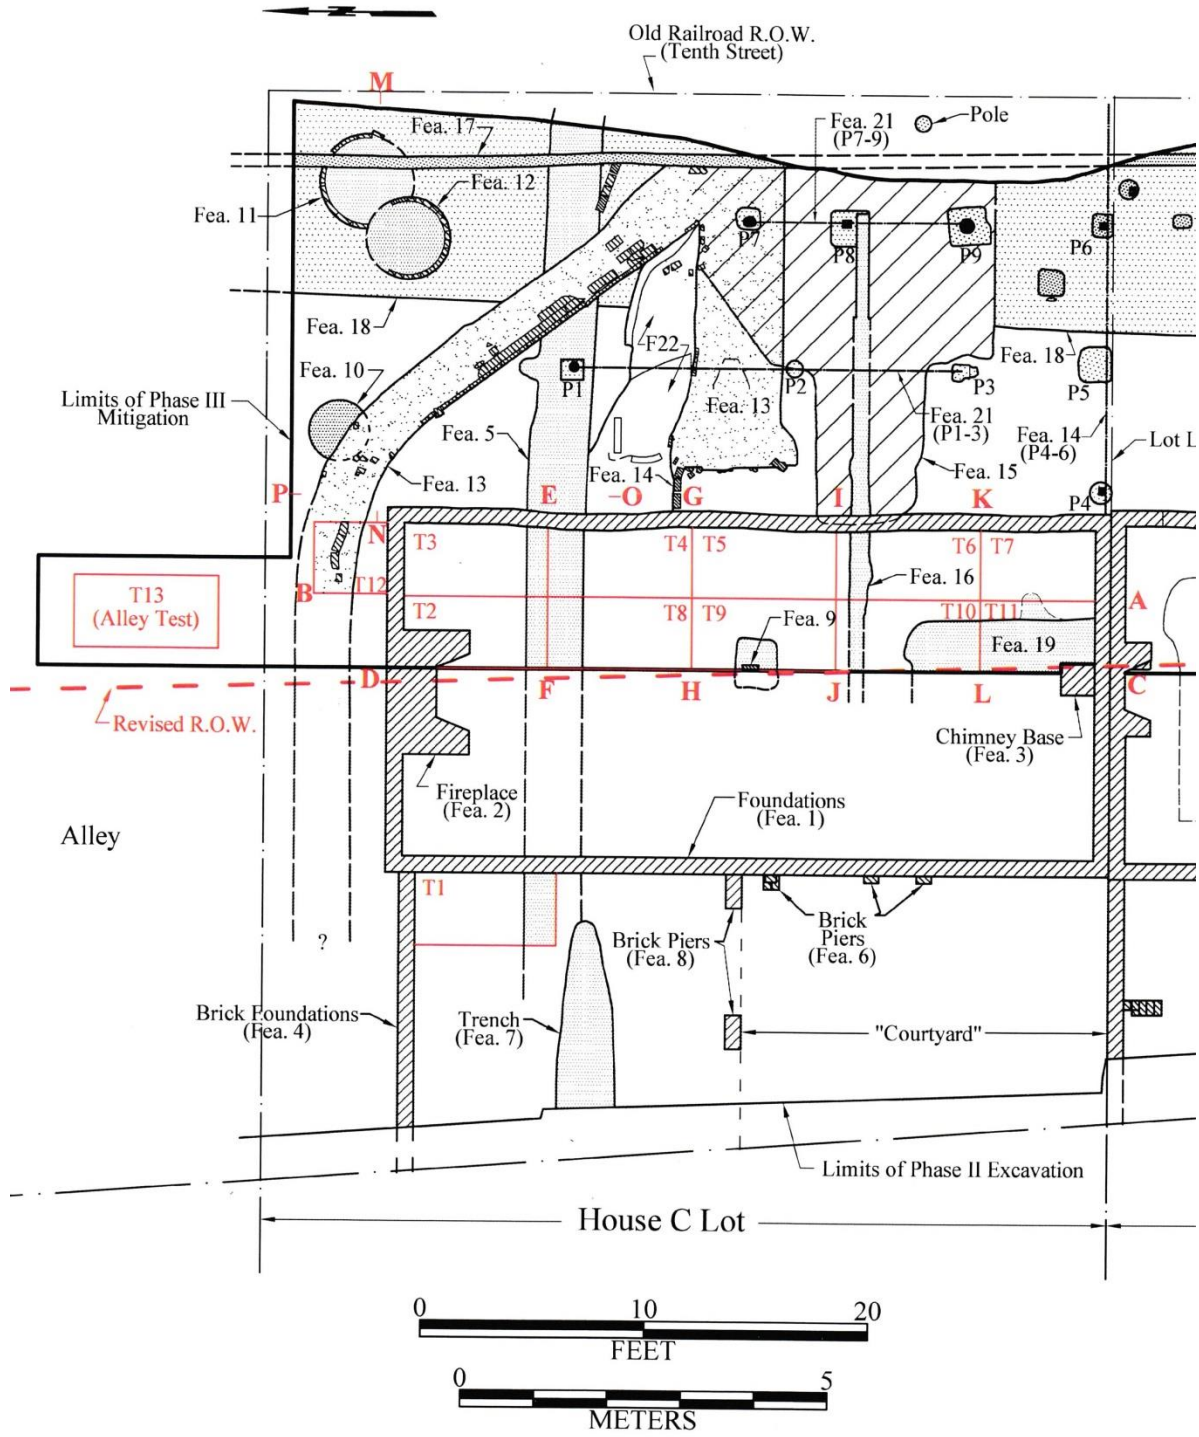 N
Old Railroad R.O.W.
(Tenth Street)
M
Fea. 17
Fea. 21
(P7-9)
Pole
Fea. 12
Fea. 11
P7
P8
P9
P6
Fea. 18
F22
Fea. 18
Fea. 10
P1
P2
P3
P5
Limits of Phase III
Mitigation
Fea. 13
Fea. 21
(P1-3)
Fea. 5
Fea. 14
(P4-6)
Lot L
Fea. 14
Fea. 15
Fea. 13
P
E
O
G
I
K
P4
N
T3
T4
T5
T6
T7
T13
(Alley Test)
B
T12
Fea. 16
T2
T8
T9
Fea. 9
T10
T11
A
Fea. 19
D
F
H
J
L
C
Revised R.O.W.
Chimney Base
(Fea. 3)
Fireplace
(Fea. 2)
Foundations
(Fea. 1)
Alley
T1
?
Brick Piers
(Fea. 8)
Brick
Piers
(Fea. 6)
Brick Foundations
(Fea. 4)
Trench
(Fea. 7)
"Courtyard"
Limits of Phase II Excavation
House C Lot
0 10 20
FEET
0 5
METERS